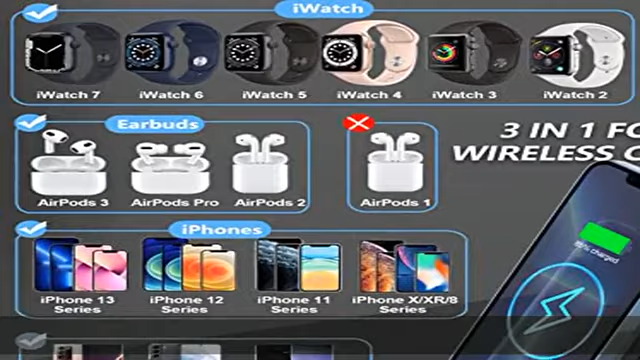 iWatch
iWatch 7 iWatch 6 iWatch 5 iWatch 4 iWatch 3 iWatch 2
Earbuds
AirPods 3 AirPods Pro AirPods 2 AirPods 1
3 IN 1
WIRELESS
iPhones
iPhone 13 Series iPhone 12 Series iPhone 11 Series iPhone X/XR/8 Series
charged